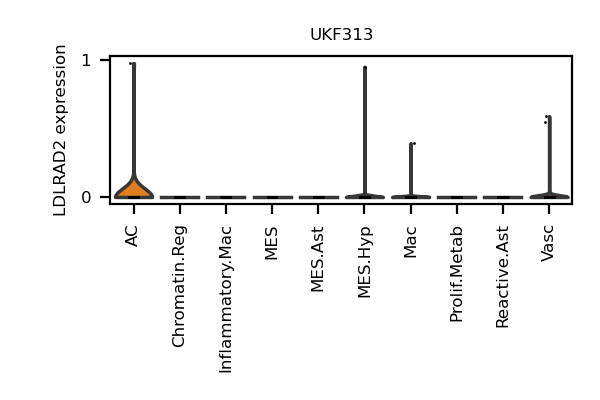 UKF313
LDLRAD2 expression
1
0
AC
Chromatin.Reg
Inflammatory.Mac
MES
MES.Ast
MES.Hyp
Mac
Prolif.Metab
Reactive.Ast
Vasc